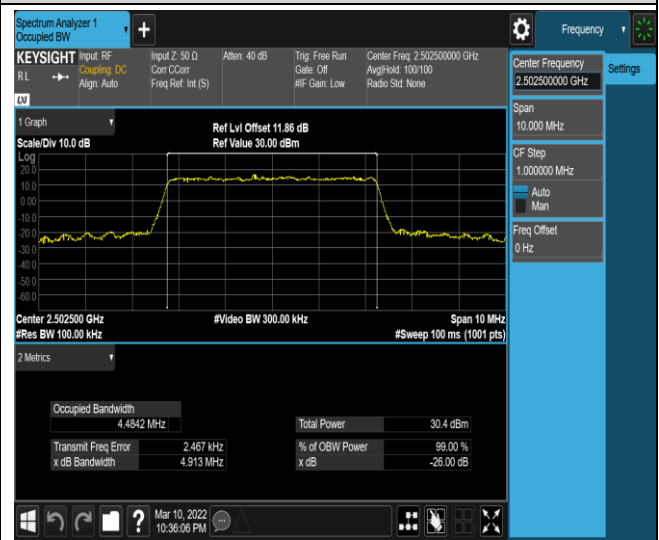 Spectrum Analyzer 1
Occupied BW
Frequency
KEYSIGHT
Input: RF
Coupling: DC
Align: Auto
RL
LXI
Input Z: 50 Ω
Corr CCorr
Freq Ref: Int (S)
Atten: 40 dB
Trig: Free Run
Gate: Off
#IF Gain: Low
Center Freq: 2.502500000 GHz
Avg|Hold: 100/100
Radio Std: None
Center Frequency
2.502500000 GHz
Settings
Span
10.000 MHz
CF Step
1.000000 MHz
Auto
Man
Freq Offset
0 Hz
1 Graph
Scale/Div 10.0 dB
Ref Lvl Offset 11.86 dB
Ref Value 30.00 dBm
Log
20.0
10.0
0.00
-10.0
-20.0
-30.0
-40.0
-50.0
-60.0
Center 2.502500 GHz
#Video BW 300.00 kHz
Span 10 MHz
#Res BW 100.00 kHz
#Sweep 100 ms (1001 pts)
2 Metrics
Occupied Bandwidth
4.4842 MHz
Total Power 30.4 dBm
Transmit Freq Error 2.467 kHz
% of OBW Power 99.00 %
x dB Bandwidth 4.913 MHz
x dB -26.00 dB
Mar 10, 2022
10:36:06 PM